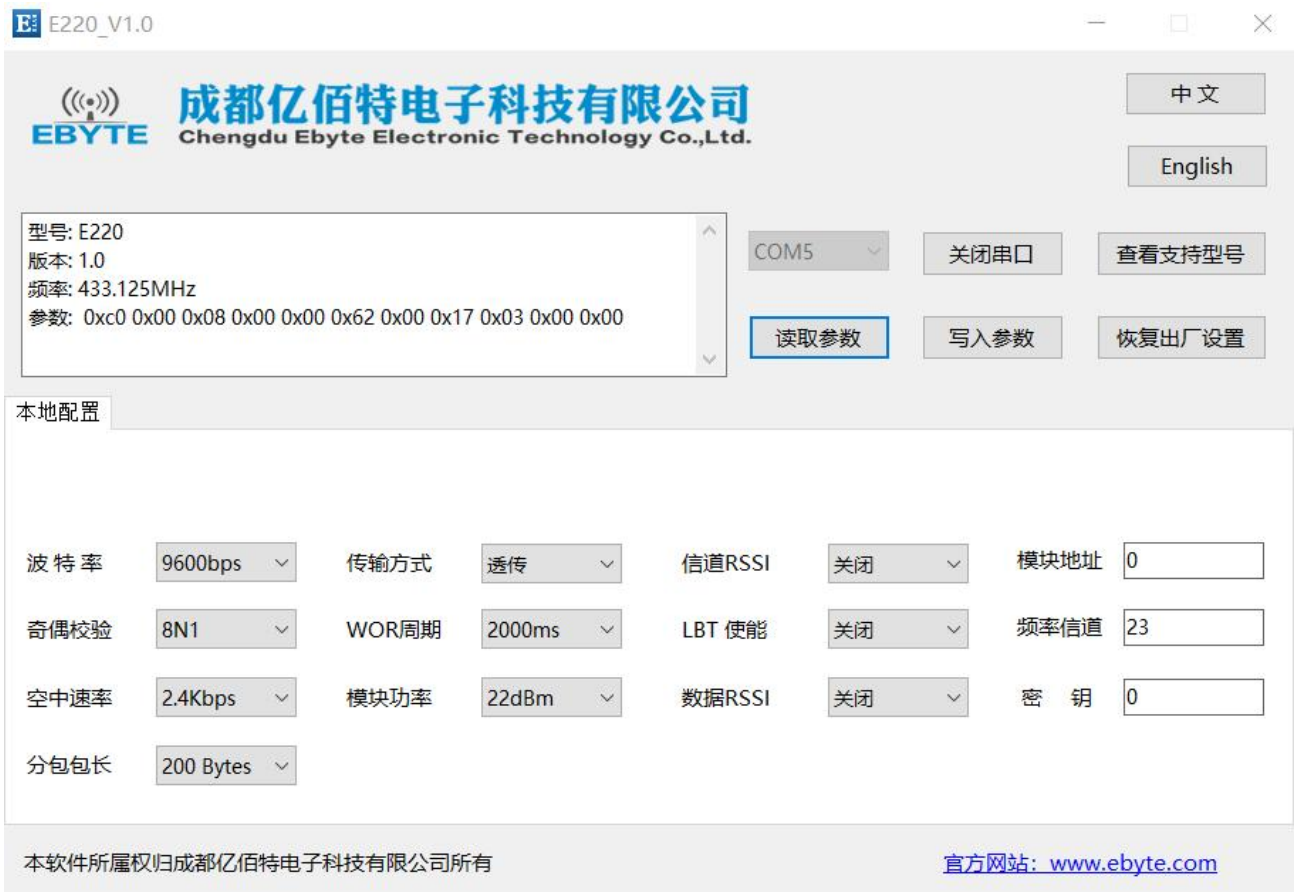 E220_V1.0
成都亿佰特电子科技有限公司
EBYTE
Chengdu Ebyte Electronic Technology Co.,Ltd.
中文
English
型号: E220
版本: 1.0
频率: 433.125MHz
参数: 0xc0 0x00 0x08 0x00 0x00 0x62 0x00 0x17 0x03 0x00 0x00
COM5 关闭串口 查看支持型号
读取参数 写入参数 恢复出厂设置
本地配置
波特率 9600bps 传输方式 透传 信道RSSI 关闭 模块地址 0
奇偶校验 8N1 WOR周期 2000ms LBT 使能 关闭 频率信道 23
空中速率 2.4Kbps 模块功率 22dBm 数据RSSI 关闭 密 钥 0
分包包长 200 Bytes
本软件所属权归成都亿佰特电子科技有限公司所有 官方网站：www.ebyte.com